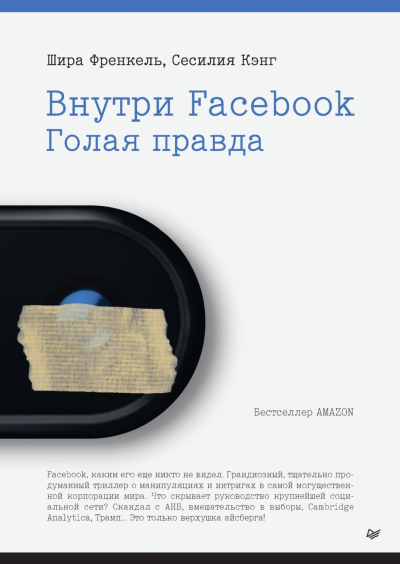 Шира Френкель, Сесилия Кэнг
Внутри Facebook
Голая правда
Бестселлер AMAZON
Facebook, каким его еще никто не видел. Грандиозный, тщательно про-
думанный триллер о манипуляциях и интригах в самой могуществен-
ной корпорации мира. Что скрывает руководство крупнейшей соци-
альной сети? Скандал с АНБ, вмешательство в выборы, Cambridge
Analytica, Трамп... Это только верхушка айсберга!